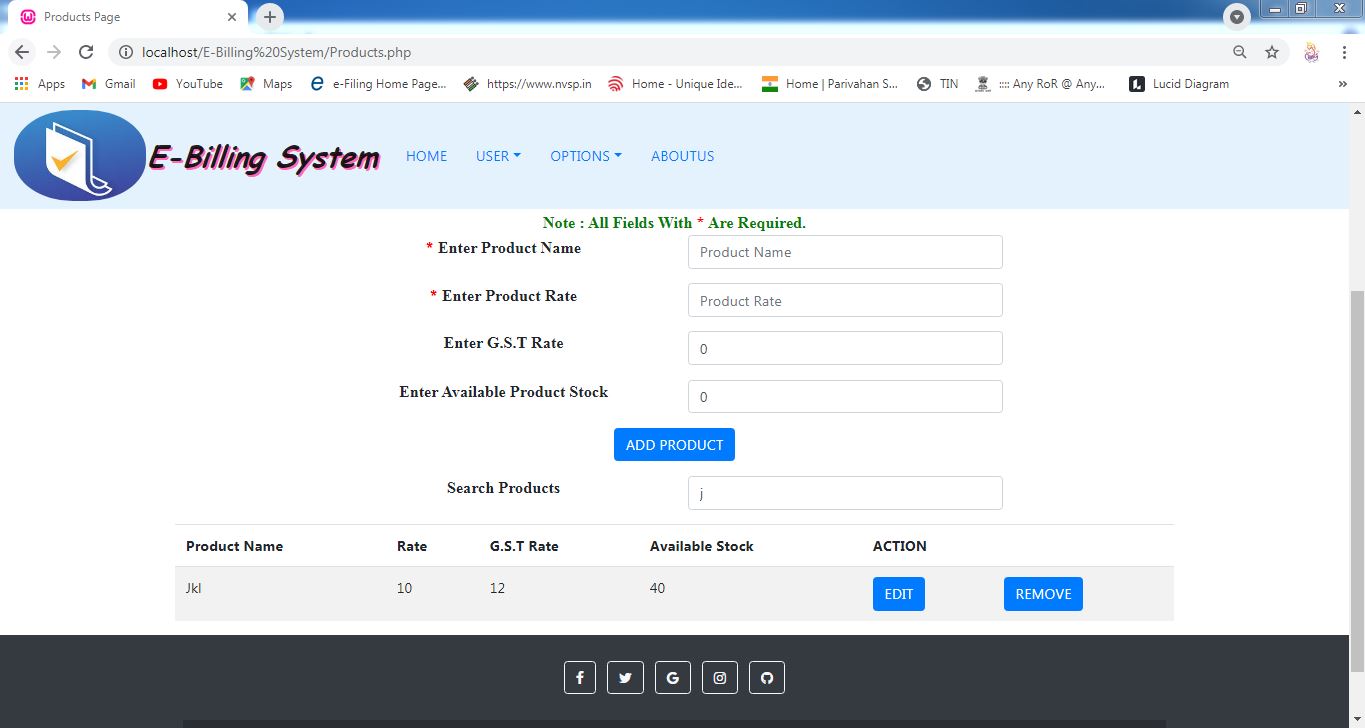 Products Page
localhost/E-Billing%20System/Products.php
Apps Gmail YouTube Maps e-Filing Home Page... https://www.nvsp.in Home - Unique Ide... Home | Parivahan S... TIN :::: Any RoR @ Any... Lucid Diagram »
E-Billing System HOME USER OPTIONS ABOUTUS
Note : All Fields With * Are Required.
* Enter Product Name Product Name
* Enter Product Rate Product Rate
Enter G.S.T Rate 0
Enter Available Product Stock 0
ADD PRODUCT
Search Products j
Product Name Rate G.S.T Rate Available Stock ACTION
Jkl 10 12 40 EDIT REMOVE